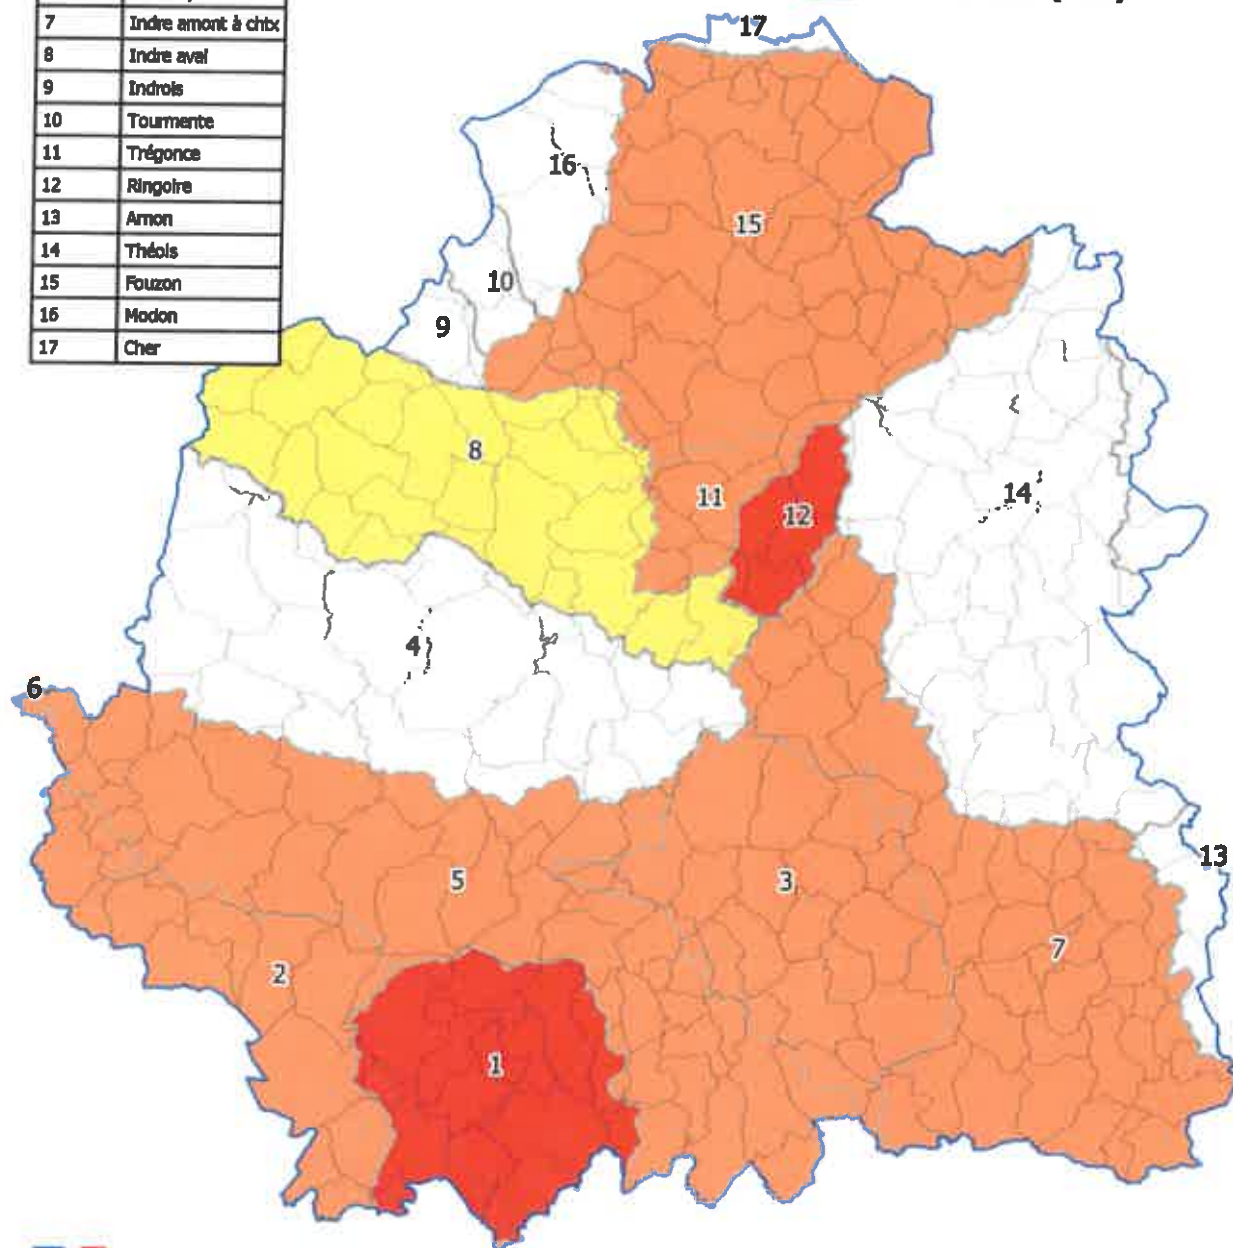 7 Indre amont à chtx
8 Indre aval
9 Indrois
10 Tourmente
11 Trégonce
12 Ringoire
13 Arnon
14 Théols
15 Fouzon
16 Modon
17 Cher
17
16
15
10
9
8
11
12
14
4
6
13
5
3
7
2
1